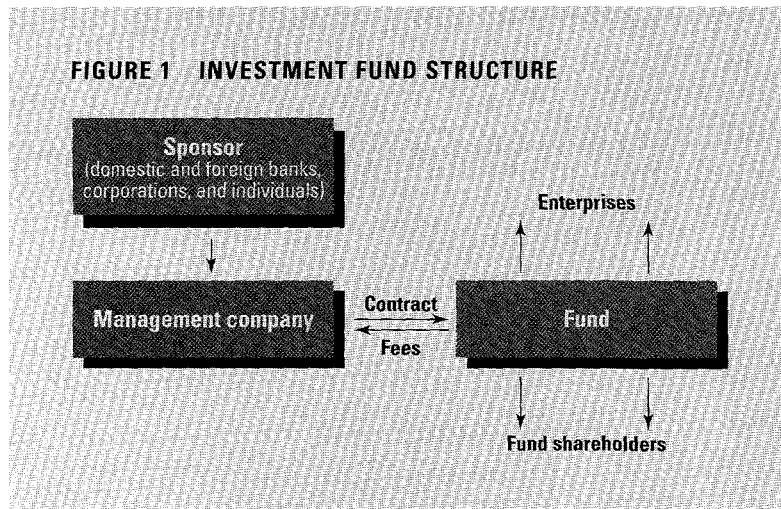 FIGURE 1 INVESTMENT FUND STRUCTURE
Sponsor
(domestic and foreign banks,
corporations, and individuals)
Enterprises
Management company
Contract
Fees
Fund
Fund shareholders